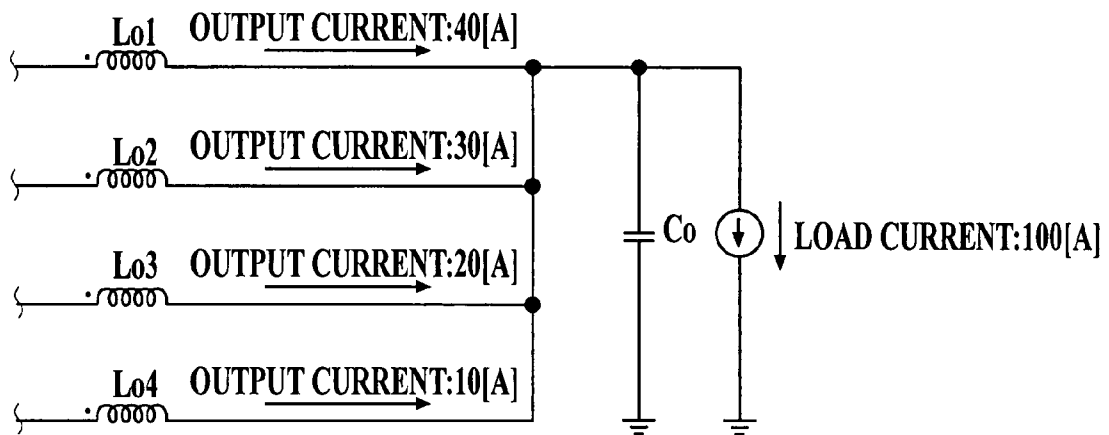 Lo1 OUTPUT CURRENT:40[A]
Lo2 OUTPUT CURRENT:30[A]
Lo3 OUTPUT CURRENT:20[A]
Lo4 OUTPUT CURRENT:10[A]
Co
LOAD CURRENT:100[A]